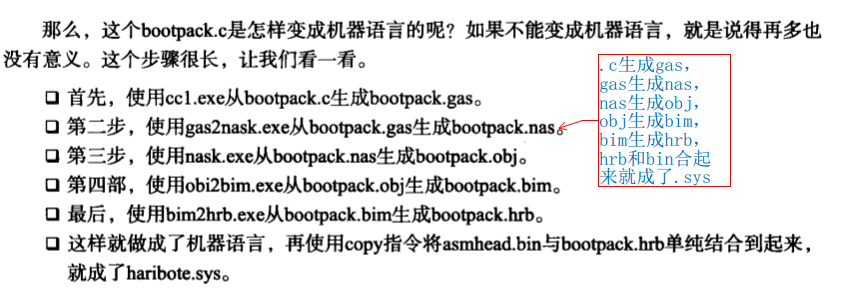 那么，这个bootpack.c是怎样变成机器语言的呢？如果不能变成机器语言，就是说得再多也
没有意义。这个步骤很长，让我们看一看。
❑ 首先，使用cc1.exe从bootpack.c生成bootpack.gas。
❑ 第二步，使用gas2nask.exe从bootpack.gas生成bootpack.nas。
❑ 第三步，使用nask.exe从bootpack.nas生成bootpack.obj。
❑ 第四部，使用obi2bim.exe从bootpack.obj生成bootpack.bim。
❑ 最后，使用bim2hrb.exe从bootpack.bim生成bootpack.hrb。
❑ 这样就做成了机器语言，再使用copy指令将asmhead.bin与bootpack.hrb单纯结合到起来，
就成了haribote.sys。
.c生成gas，
gas生成nas，
nas生成obj，
obj生成bim，
bim生成hrb，
hrb和bin合起
来就成了.sys